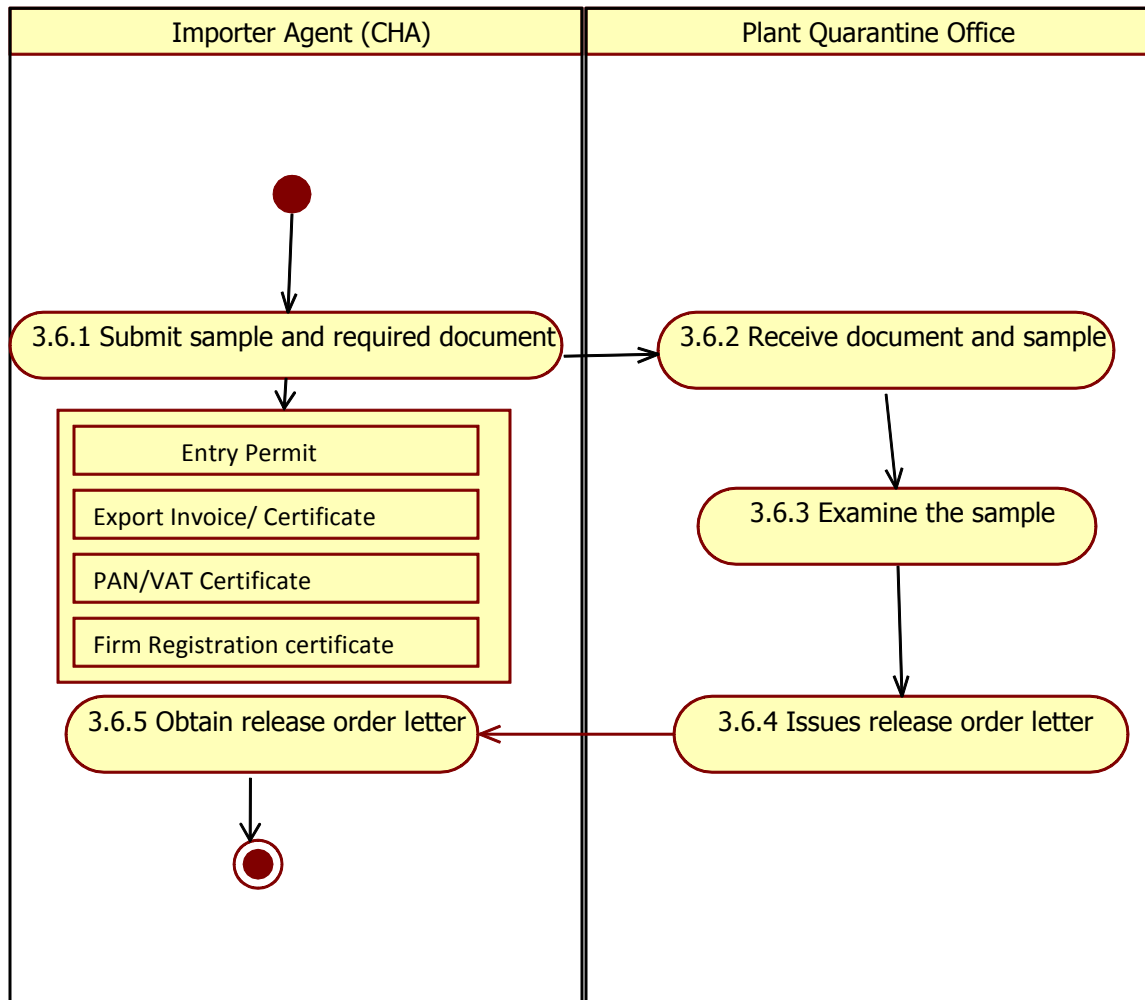 Importer Agent (CHA)
Plant Quarantine Office
3.6.1 Submit sample and required document
3.6.2 Receive document and sample
Entry Permit
Export Invoice/ Certificate
PAN/VAT Certificate
Firm Registration certificate
3.6.3 Examine the sample
3.6.4 Issues release order letter
3.6.5 Obtain release order letter